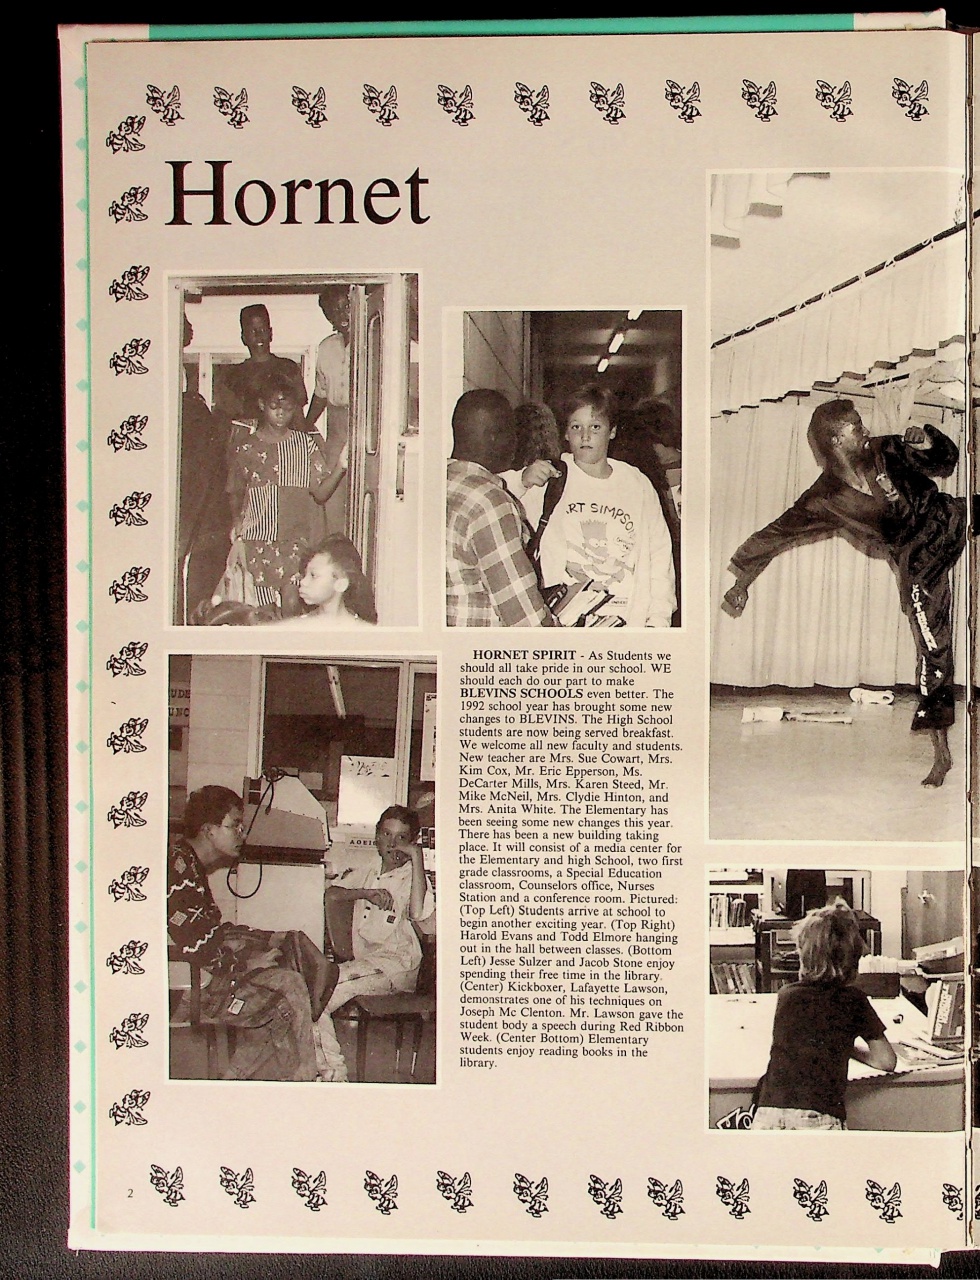 Hornet
ART SIMPSO
HORNET SPIRIT - As Students we
should all take pride in our school. WE
should each do our part to make
BLEVINS SCHOOLS even better. The
1992 school year has brought some new
changes to BLEVINS. The High School
students are now being served breakfast.
We welcome all new faculty and students.
New teacher are Mrs. Sue Cowart, Mrs.
Kim Cox, Mr. Eric Epperson, Ms.
DeCarter Mills, Mrs. Karen Steed, Mr.
Mike McNeil, Mrs. Clydie Hinton, and
Mrs. Anita White. The Elementary has
been seeing some new changes this year.
There has been a new building taking
place. It will consist of a media center for
the Elementary and high School, two first
grade classrooms, a Special Education
classroom, Counselors office, Nurses
Station and a conference room. Pictured:
(Top Left) Students arrive at school to
begin another exciting year. (Top Right)
Harold Evans and Todd Elmore hanging
out in the hall between classes. (Bottom
Left) Jesse Sulzer and Jacob Stone enjoy
spending their free time in the library.
(Center) Kickboxer, Lafayette Lawson,
demonstrates one of his techniques on
Joseph Mc Clenton. Mr. Lawson gave the
student body a speech during Red Ribbon
Week. (Center Bottom) Elementary
students enjoy reading books in the
library.
2